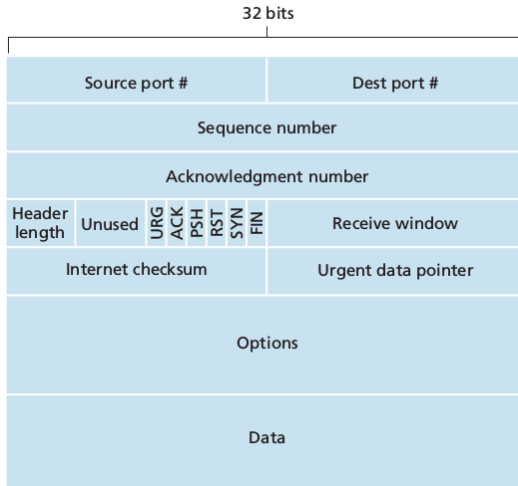 32 bits
Source port #
Dest port #
Sequence number
Acknowledgment number
Header
length
Unused
URG
ACK
PSH
RST
SYN
FIN
Receive window
Internet checksum
Urgent data pointer
Options
Data